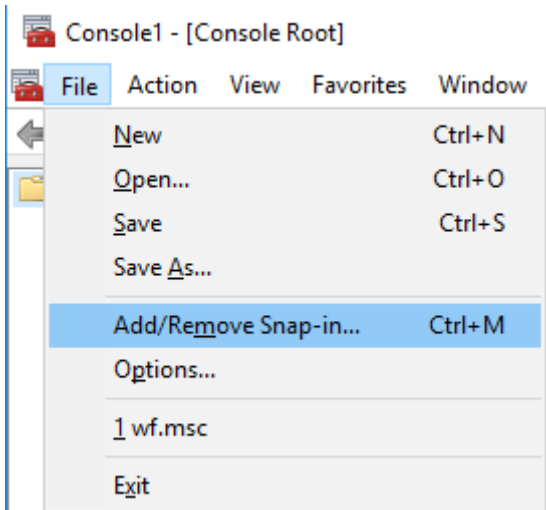 Console1 - [Console Root]
File Action View Favorites Window
New Ctrl+N
Open... Ctrl+O
Save Ctrl+S
Save As...
Add/Remove Snap-in... Ctrl+M
Options...
1 wf.msc
Exit